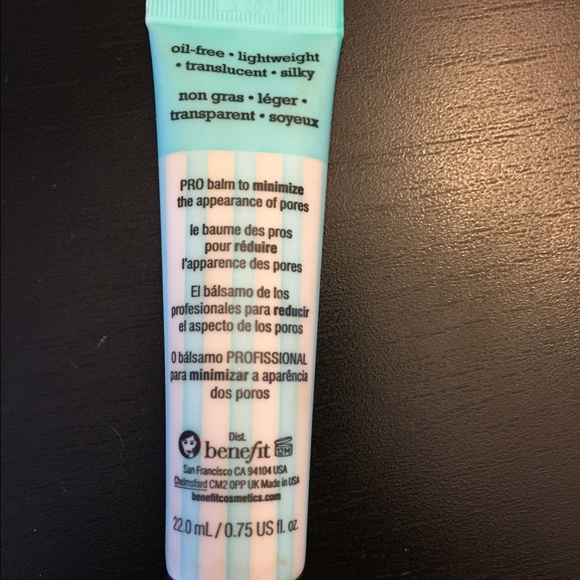 oil-free • lightweight
• translucent • silky
non gras • léger •
transparent • soyeux
PRO balm to minimize
the appearance of pores
le baume des pros
pour réduire
l'apparence des pores
El bálsamo de los
profesionales para reducir
el aspecto de los poros
O bálsamo PROFISSIONAL
para minimizar a aparência
dos poros
Dist.
benefit 12M
San Francisco CA 94104 USA
Chelmsford CM2 0PP UK Made in USA
benefitcosmetics.com
22.0 mL / 0.75 US fl. oz.